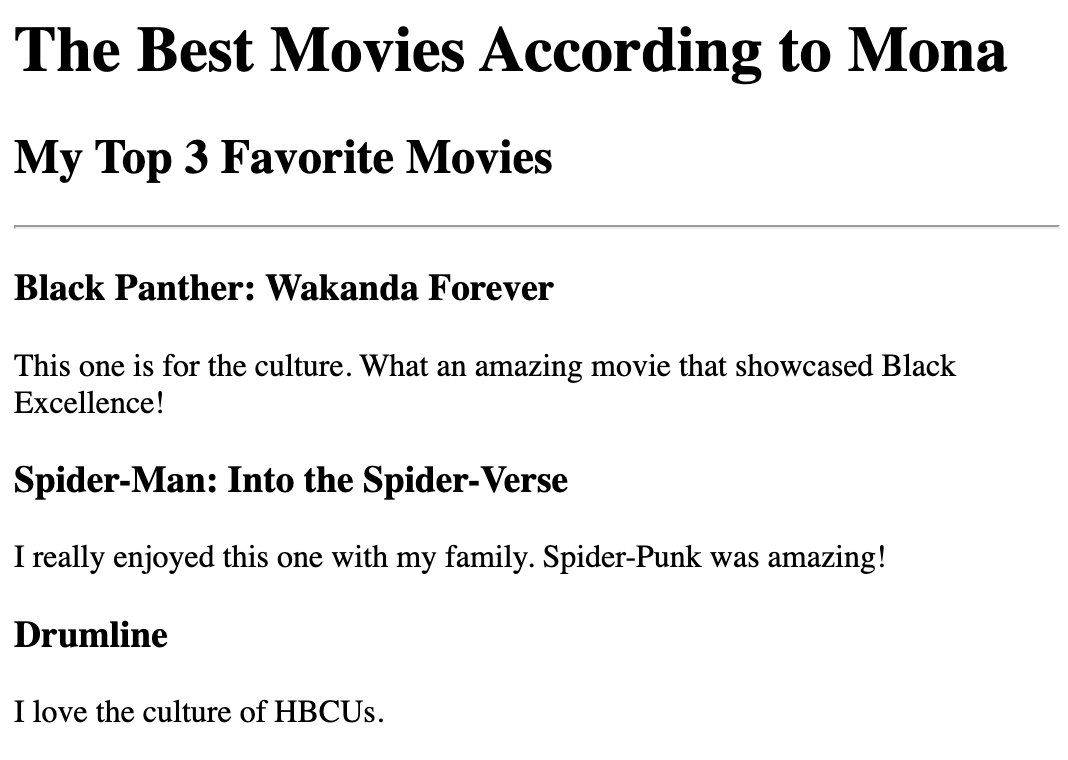 The Best Movies According to Mona
My Top 3 Favorite Movies
Black Panther: Wakanda Forever
This one is for the culture. What an amazing movie that showcased Black
Excellence!
Spider-Man: Into the Spider-Verse
I really enjoyed this one with my family. Spider-Punk was amazing!
Drumline
I love the culture of HBCUs.